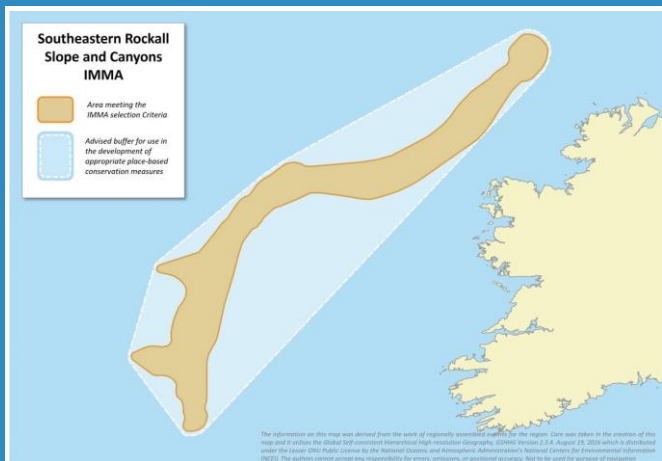 Southeastern Rockall
Slope and Canyons
IMMA
Area meeting the
IMMA selection Criteria
Advised buffer for use in
the development of
appropriate place-based
conservation measures
The information on this map was derived from the work of regionally assembled experts for the region. Care was taken in the creation of this
map and it utilises the Global Self-consistent Hierarchical High-resolution Geography, (GSHHG Version 2.3.4. August 19, 2016 which is distributed
under the Lesser GNU Public License by the National Oceanic and Atmospheric Administration's National Centers for Environmental Information
(NCEI). The authors cannot accept any responsibility for errors, omissions, or positional accuracy. Not to be used for purpose of navigation